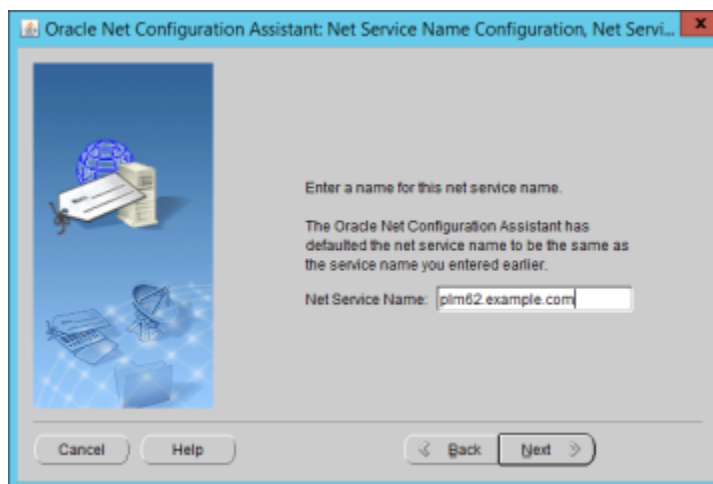 Oracle Net Configuration Assistant: Net Service Name Configuration, Net Servi...
Enter a name for this net service name.
The Oracle Net Configuration Assistant has
defaulted the net service name to be the same as
the service name you entered earlier.
Net Service Name: plm62.example.com
Cancel Help Back Next